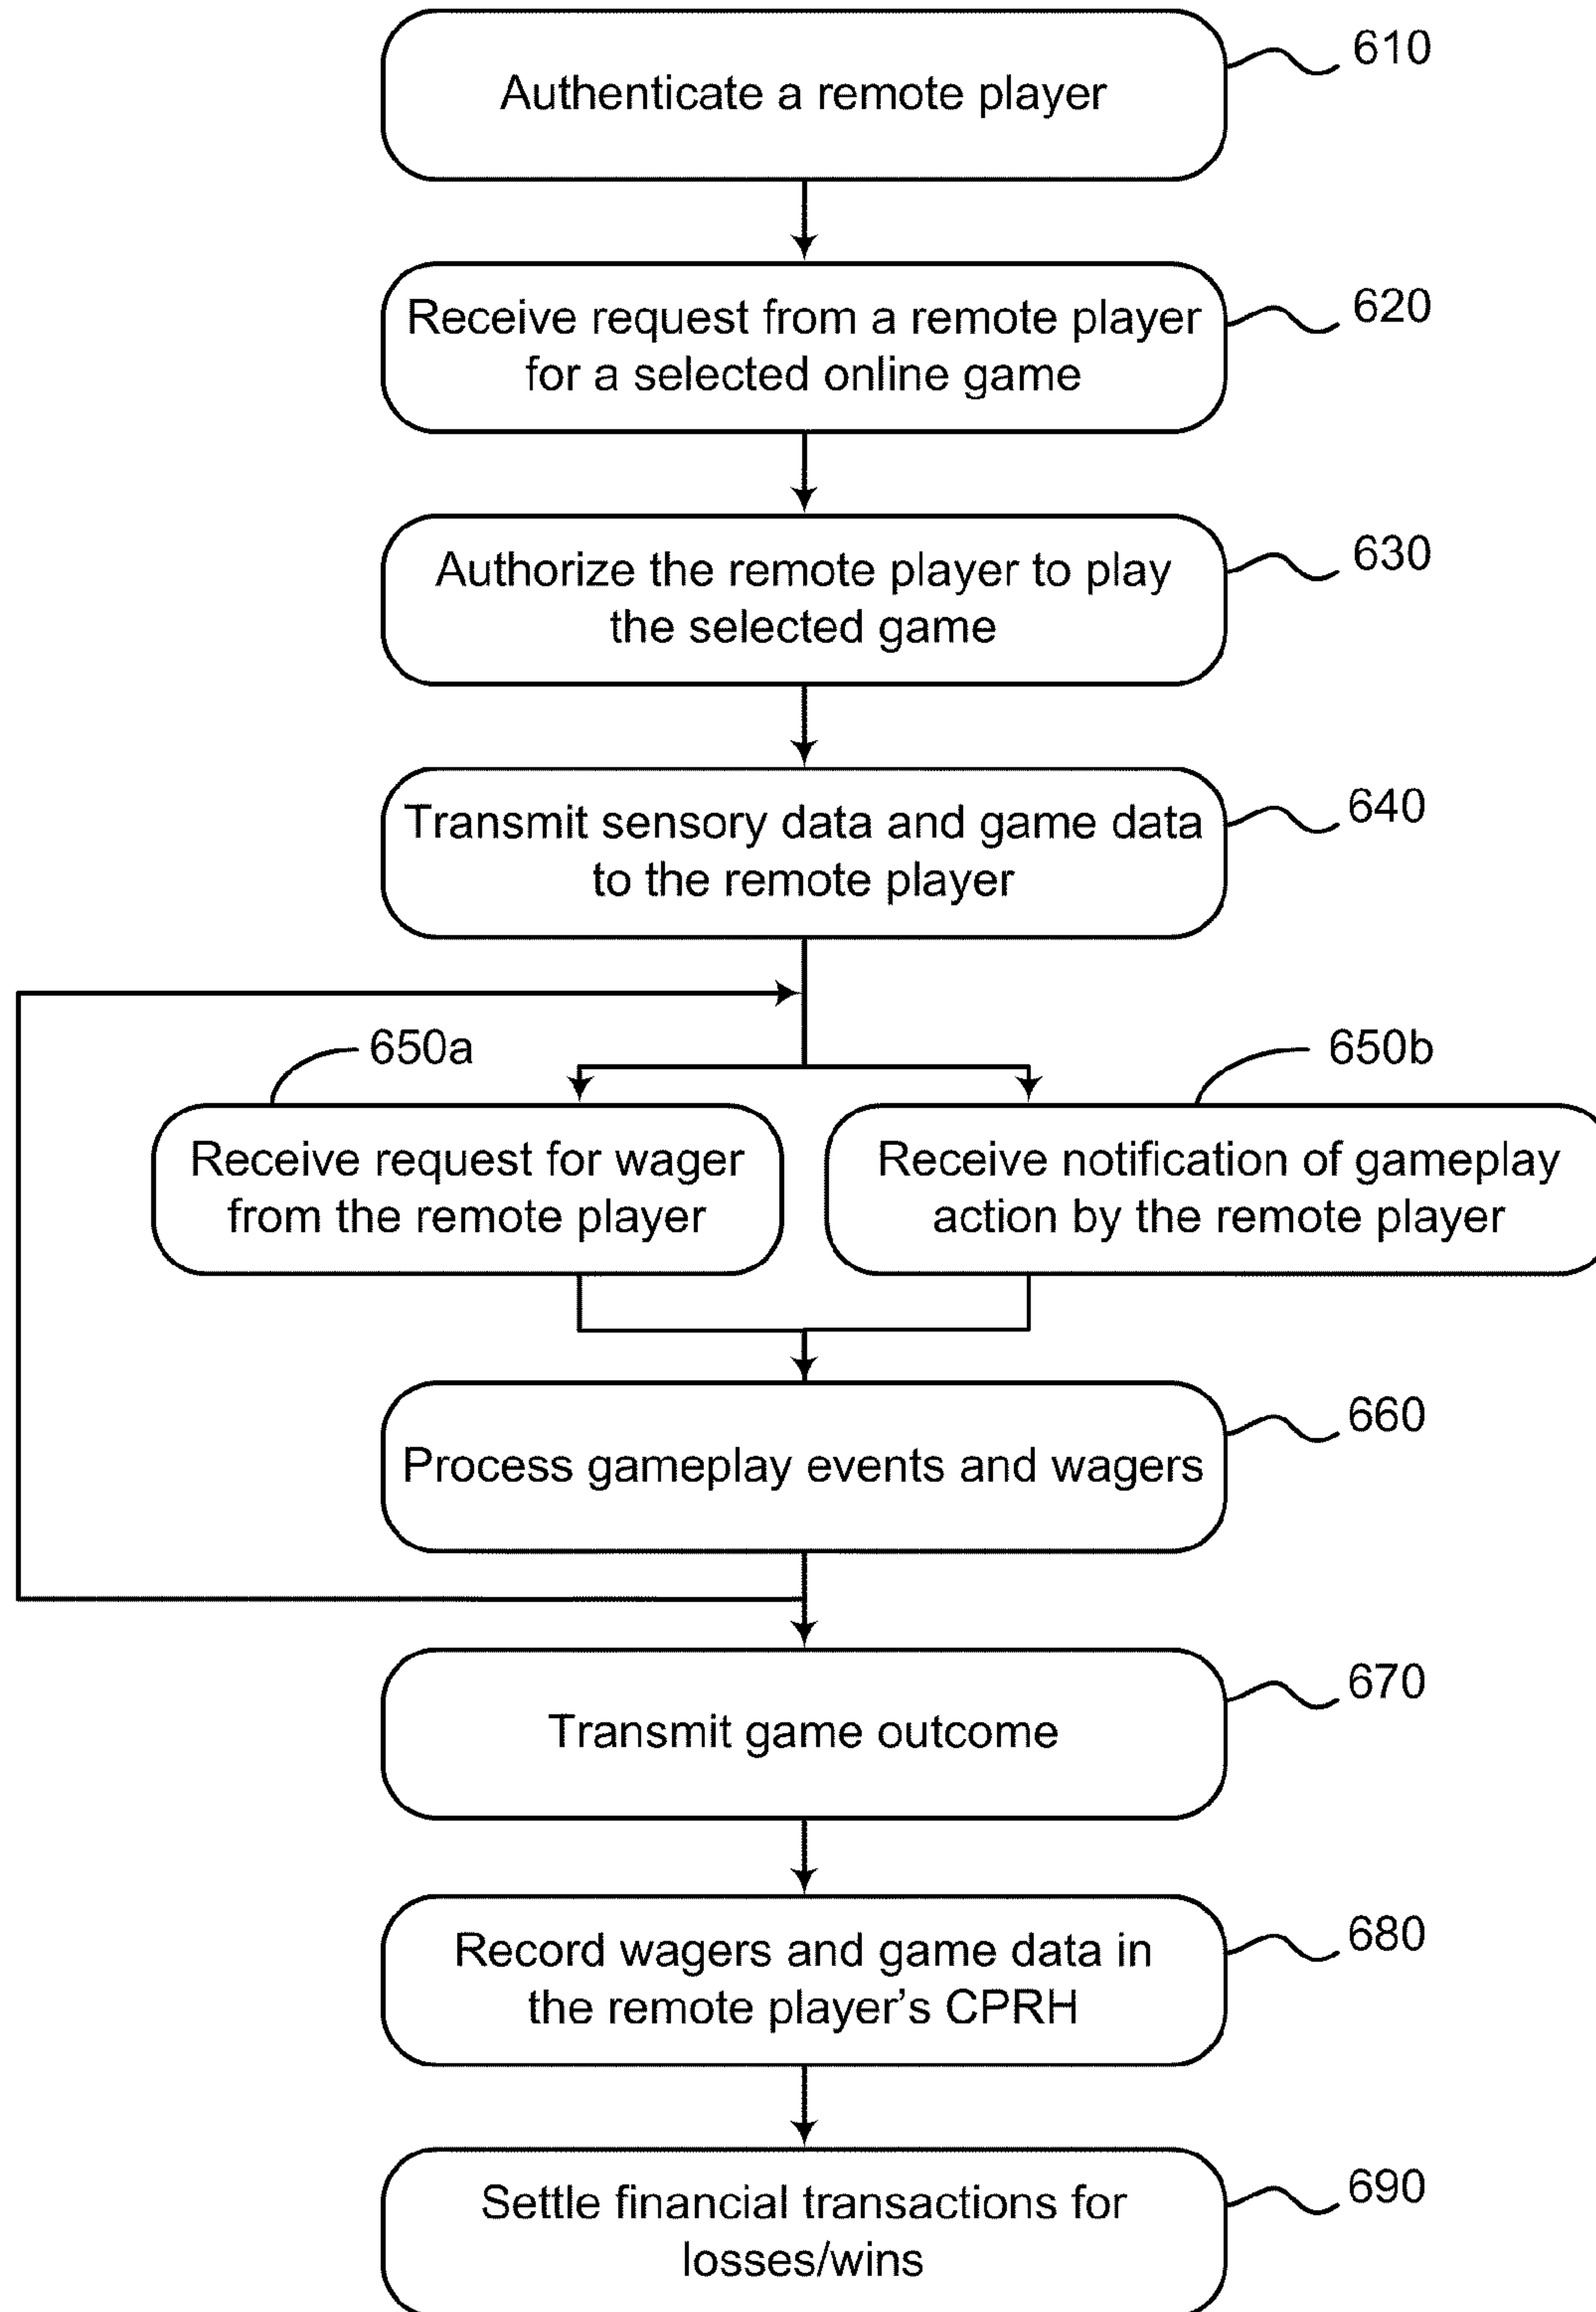 Authenticate a remote player
610
Receive request from a remote player
for a selected online game
620
Authorize the remote player to play
the selected game
630
Transmit sensory data and game data
to the remote player
640
650a
650b
Receive request for wager
from the remote player
Receive notification of gameplay
action by the remote player
Process gameplay events and wagers
660
Transmit game outcome
670
Record wagers and game data in
the remote player’s CPRH
680
Settle financial transactions for
losses/wins
690